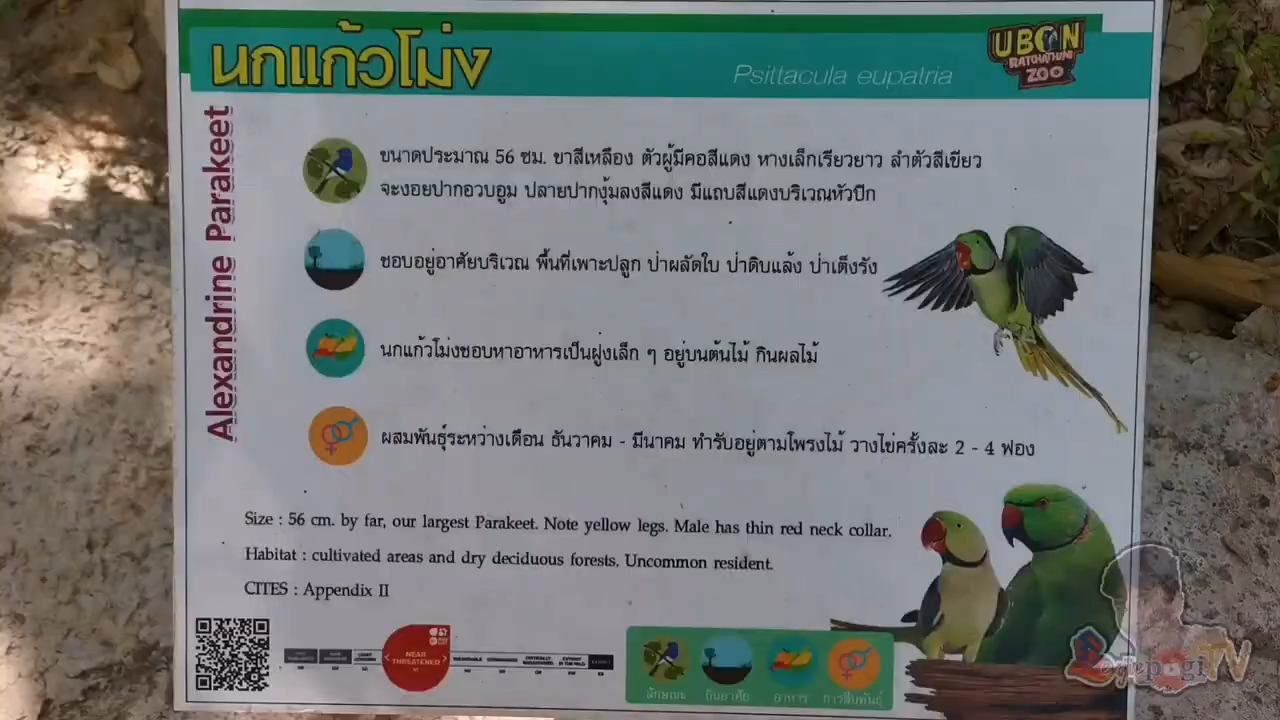 นกแก้วโม่ง
Psittacula eupatria
UBON
RATCHATHANI
ZOO
Alexandrine Parakeet
ขนาดประมาณ 56 ซม. ขาสีเหลือง ตัวผู้มีคอสีแดง หางเล็กเรียวยาว ลำตัวสีเขียว
จะงอยปากอวบอูม ปลายปากงุ้มลงสีแดง มีแถบสีแดงบริเวณหัวปีก
ชอบอยู่อาศัยบริเวณ พื้นที่เพาะปลูก ป่าผลัดใบ ป่าดิบแล้ง ป่าเต็งรัง
นกแก้วโม่งชอบหาอาหารเป็นฝูงเล็ก ๆ อยู่บนต้นไม้ กินผลไม้
ผสมพันธุ์ระหว่างเดือน ธันวาคม - มีนาคม ทำรังอยู่ตามโพรงไม้ วางไข่ครั้งละ 2 - 4 ฟอง
Size : 56 cm. by far, our largest Parakeet. Note yellow legs. Male has thin red neck collar.
Habitat : cultivated areas and dry deciduous forests. Uncommon resident.
CITES : Appendix II
NEAR
THREATENED
ลักษณะ ถิ่นอาศัย อาหาร การสืบพันธุ์
TV